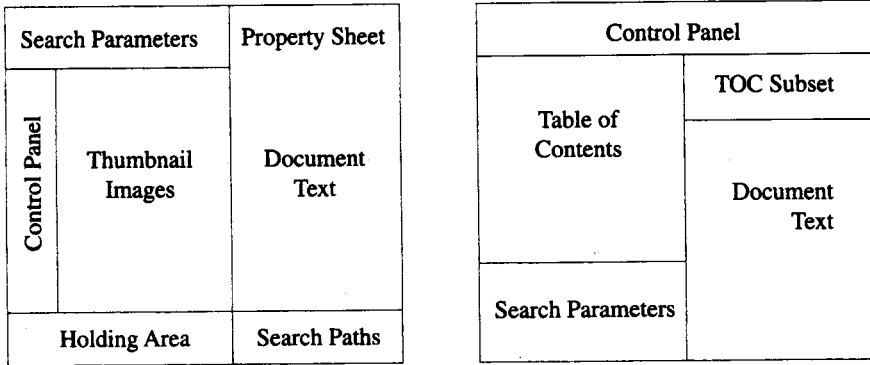 Search Parameters
Property Sheet
Control Panel
Thumbnail
Images
Document
Text
Holding Area
Search Paths
Control Panel
Table of
Contents
TOC Subset
Document
Text
Search Parameters